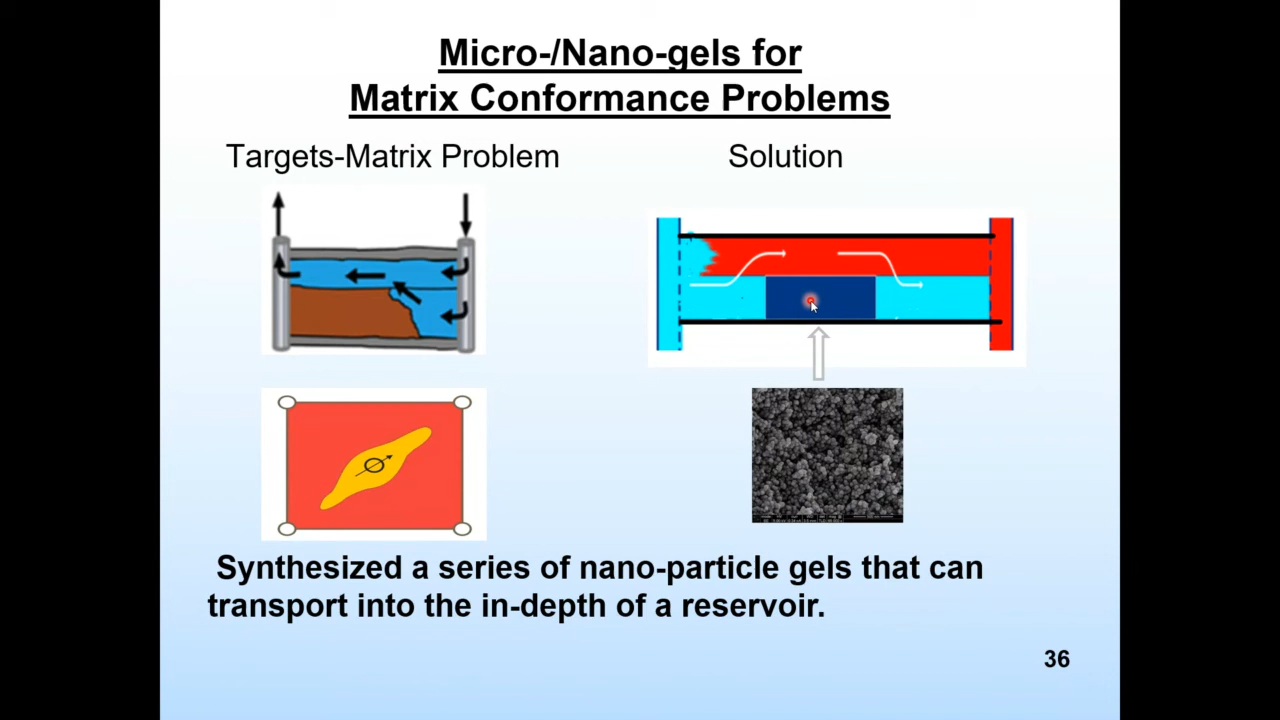 Micro-/Nano-gels for
Matrix Conformance Problems
Targets-Matrix Problem
Solution
Synthesized a series of nano-particle gels that can
transport into the in-depth of a reservoir.
36